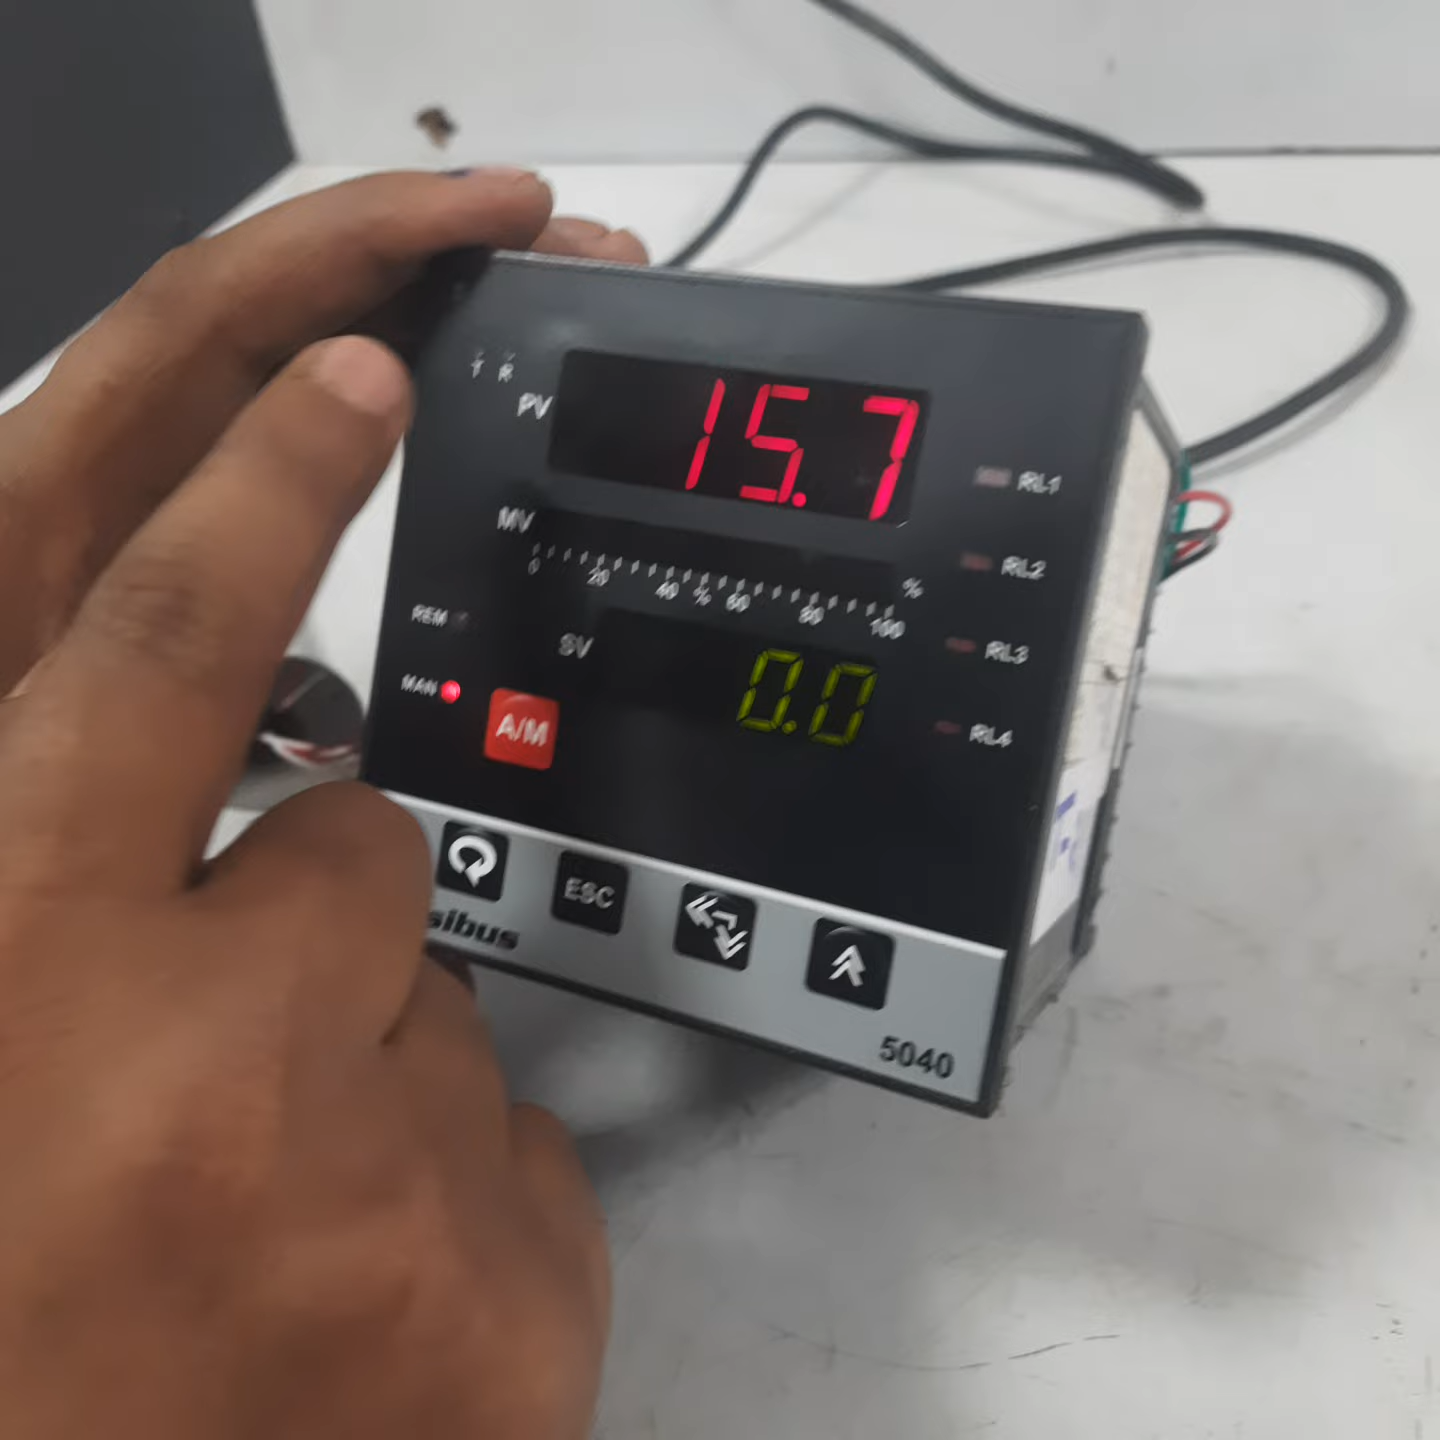 T R
PV 15.7
RL1
MV
0 20 40 % 60 80 100 %
RL2
REM
SV 0.0
RL3
MAN
A/M
RL4
ESC
sibus
5040